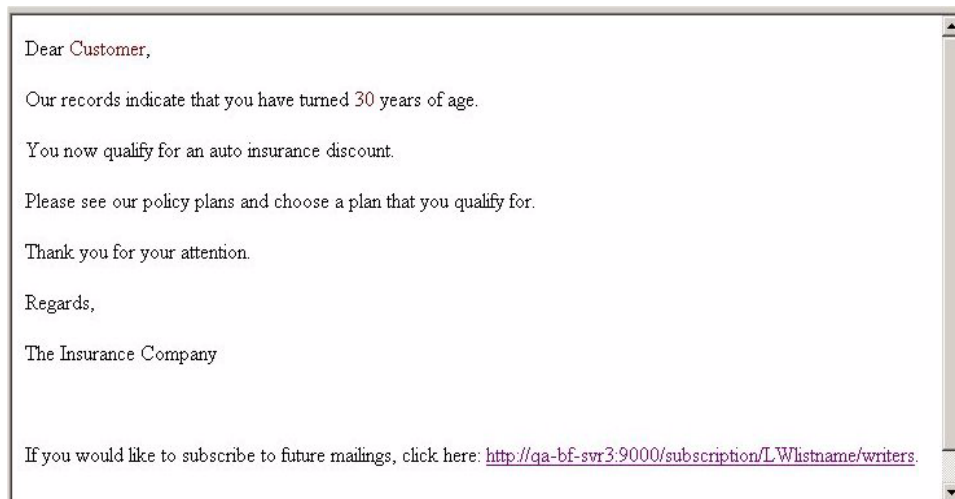 Dear Customer,
Our records indicate that you have turned 30 years of age.
You now qualify for an auto insurance discount.
Please see our policy plans and choose a plan that you qualify for.
Thank you for your attention.
Regards,
The Insurance Company
If you would like to subscribe to future mailings, click here: http://qa-bf-svr3:9000/subscription/LWlistname/writers.